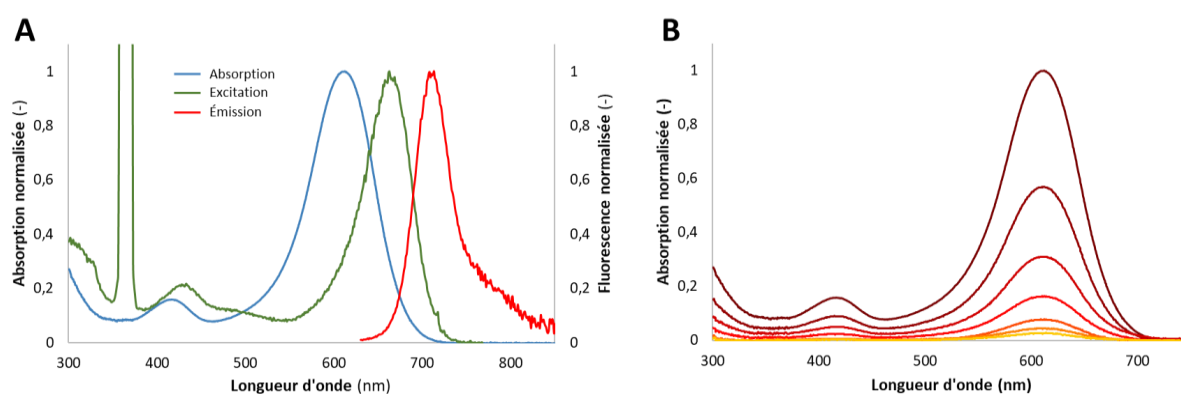 A
Absorption normalisée (-)
1
0,8
0,6
0,4
0,2
0
Absorption
Excitation
Émission
1
0,8
0,6
0,4
0,2
0
Fluorescence normalisée (-)
300 400 500 600 700 800
Longueur d'onde (nm)
B
Absorption normalisée (-)
1
0,8
0,6
0,4
0,2
0
300 400 500 600 700
Longueur d'onde (nm)